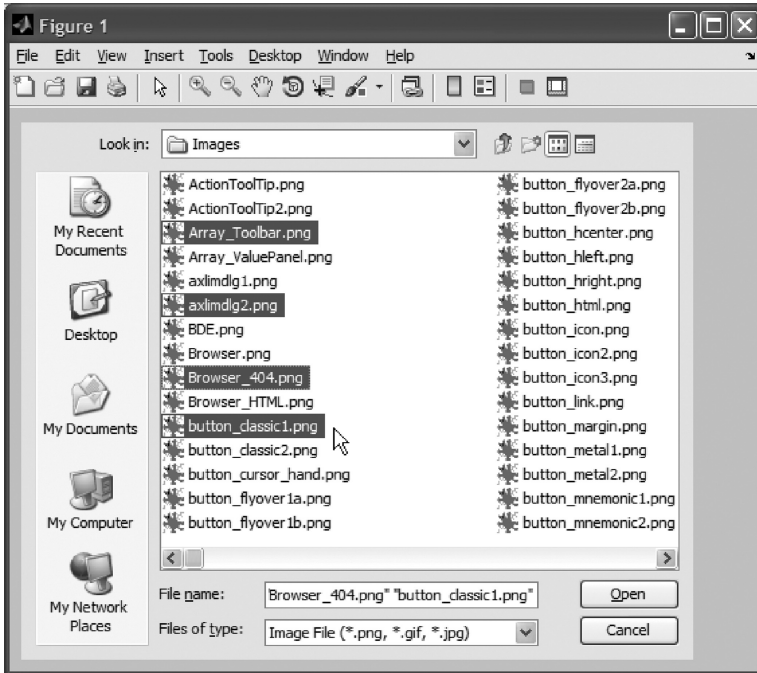 Figure 1
File Edit View Insert Tools Desktop Window Help
Look in: Images
My Recent
Documents
Desktop
My Documents
My Computer
My Network
Places
ActionToolTip.png
ActionToolTip2.png
Array_Toolbar.png
Array_ValuePanel.png
axlimdlg1.png
axlimdlg2.png
BDE.png
Browser.png
Browser_404.png
Browser_HTML.png
button_classic1.png
button_classic2.png
button_cursor_hand.png
button_flyover1a.png
button_flyover1b.png
button_flyover2a.png
button_flyover2b.png
button_hcenter.png
button_hleft.png
button_hright.png
button_html.png
button_icon.png
button_icon2.png
button_icon3.png
button_link.png
button_margin.png
button_metal1.png
button_metal2.png
button_mnemonic1.png
button_mnemonic2.png
File name: Browser_404.png" "button_classic1.png" Open
Files of type: Image File (*.png, *.gif, *.jpg) Cancel